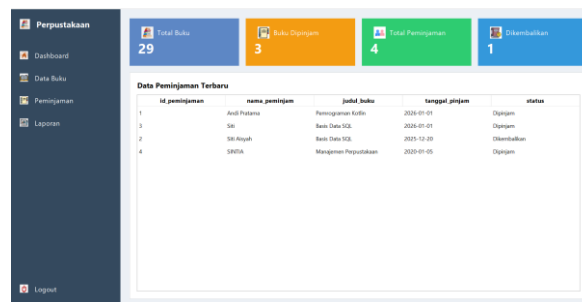 Perpustakaan
Dashboard
Data Buku
Peminjaman
Laporan
Logout
Total Buku
29
Buku Dipinjam
3
Total Peminjaman
4
Dikembalikan
1
Data Peminjaman Terbaru
id_peminjaman nama_peminjam judul_buku tanggal_pinjam status
1 Andi Pratama Pemrograman Kotlin 2026-01-01 Dipinjam
3 Siti Basis Data SQL 2026-01-01 Dipinjam
2 Siti Aisyah Basis Data SQL 2025-12-20 Dikembalikan
4 SINTIA Manajemen Perpustakaan 2020-01-05 Dipinjam